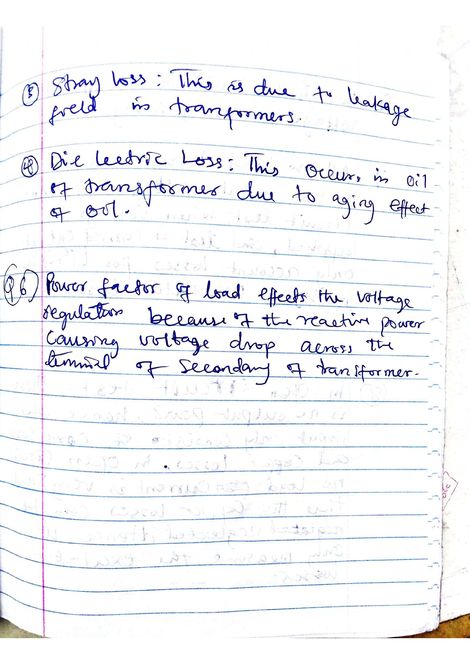 ③ Stray Loss : This is due to leakage
field in tranformers.
④ Die lectric Loss : This occurs in oil
of transformer due to aging effect
of oil.
Q6) Power factor of load effects the voltage
regulation because of the reactive power
causing voltage drop across the
terminal of secondary of transformer.